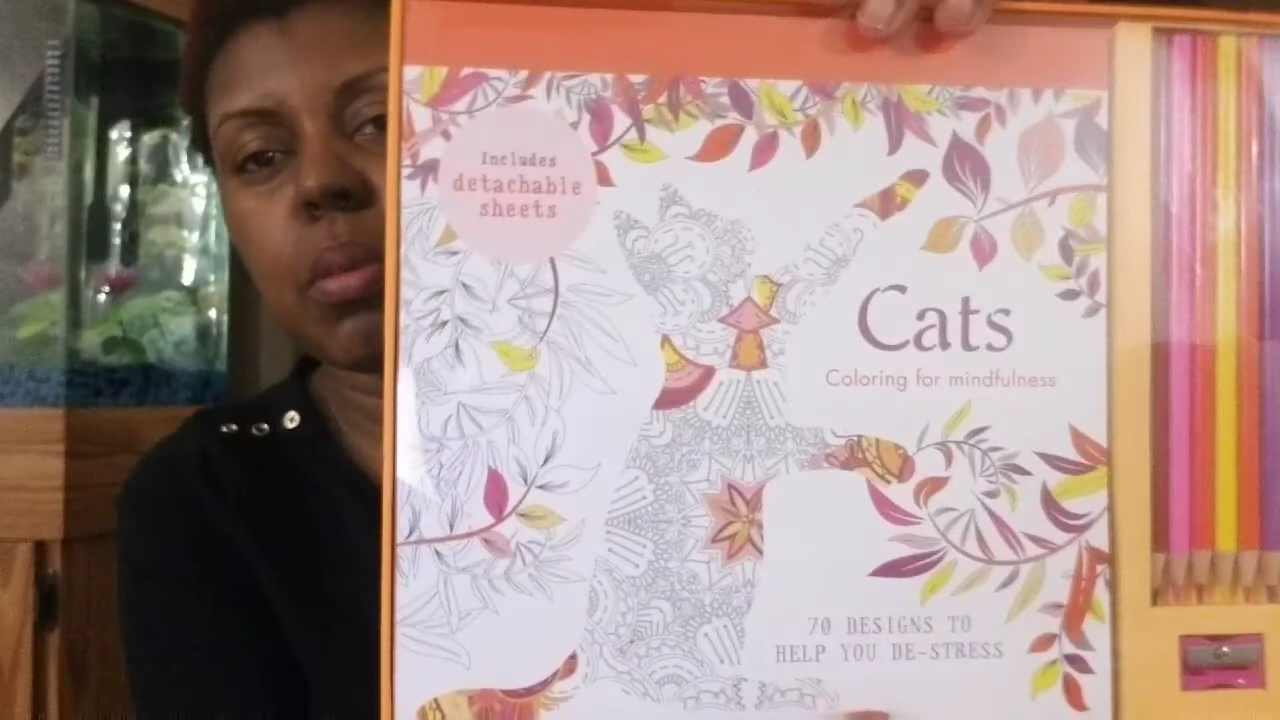 Includes
detachable
sheets
Cats
Coloring for mindfulness
70 DESIGNS TO
HELP YOU DE-STRESS